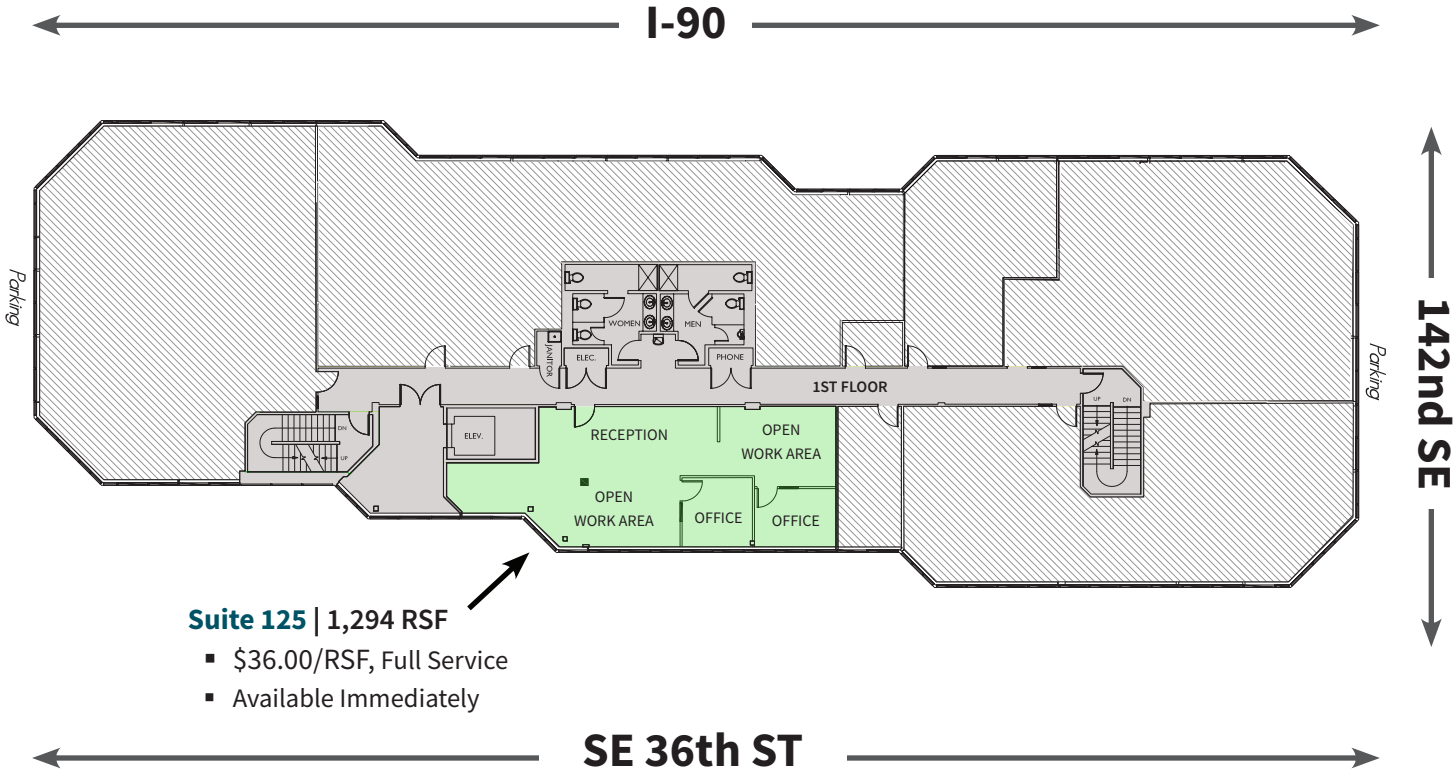 I-90
Parking
WOMEN
MEN
JANITOR
ELEC.
PHONE
1ST FLOOR
Parking
142nd SE
UP
DN
DN
UP
ELEV.
RECEPTION
OPEN
WORK AREA
OPEN
WORK AREA
OFFICE
OFFICE
Suite 125 | 1,294 RSF
▪ $36.00/RSF, Full Service
▪ Available Immediately
SE 36th ST